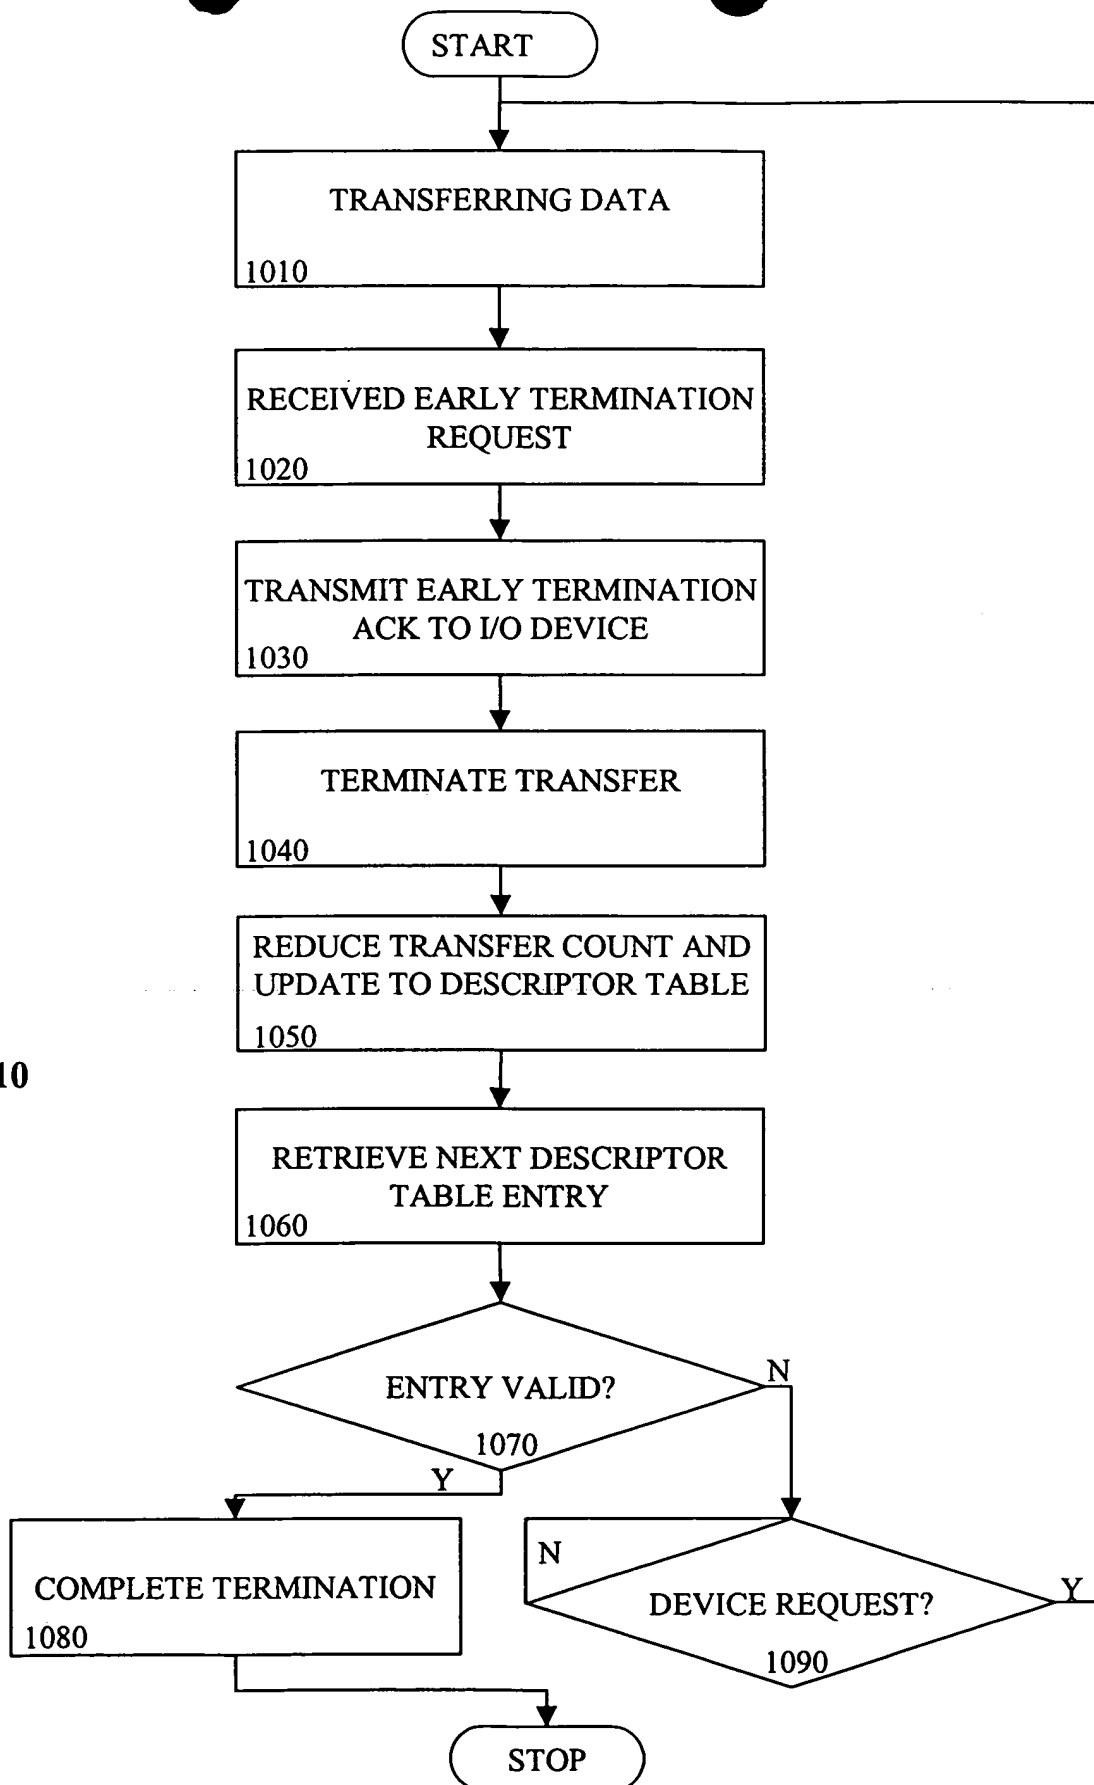 START
TRANSFERRING DATA
1010
RECEIVED EARLY TERMINATION
REQUEST
1020
TRANSMIT EARLY TERMINATION
ACK TO I/O DEVICE
1030
TERMINATE TRANSFER
1040
REDUCE TRANSFER COUNT AND
UPDATE TO DESCRIPTOR TABLE
1050
10
RETRIEVE NEXT DESCRIPTOR
TABLE ENTRY
1060
ENTRY VALID?
1070
N
Y
COMPLETE TERMINATION
1080
N
DEVICE REQUEST?
1090
Y
STOP